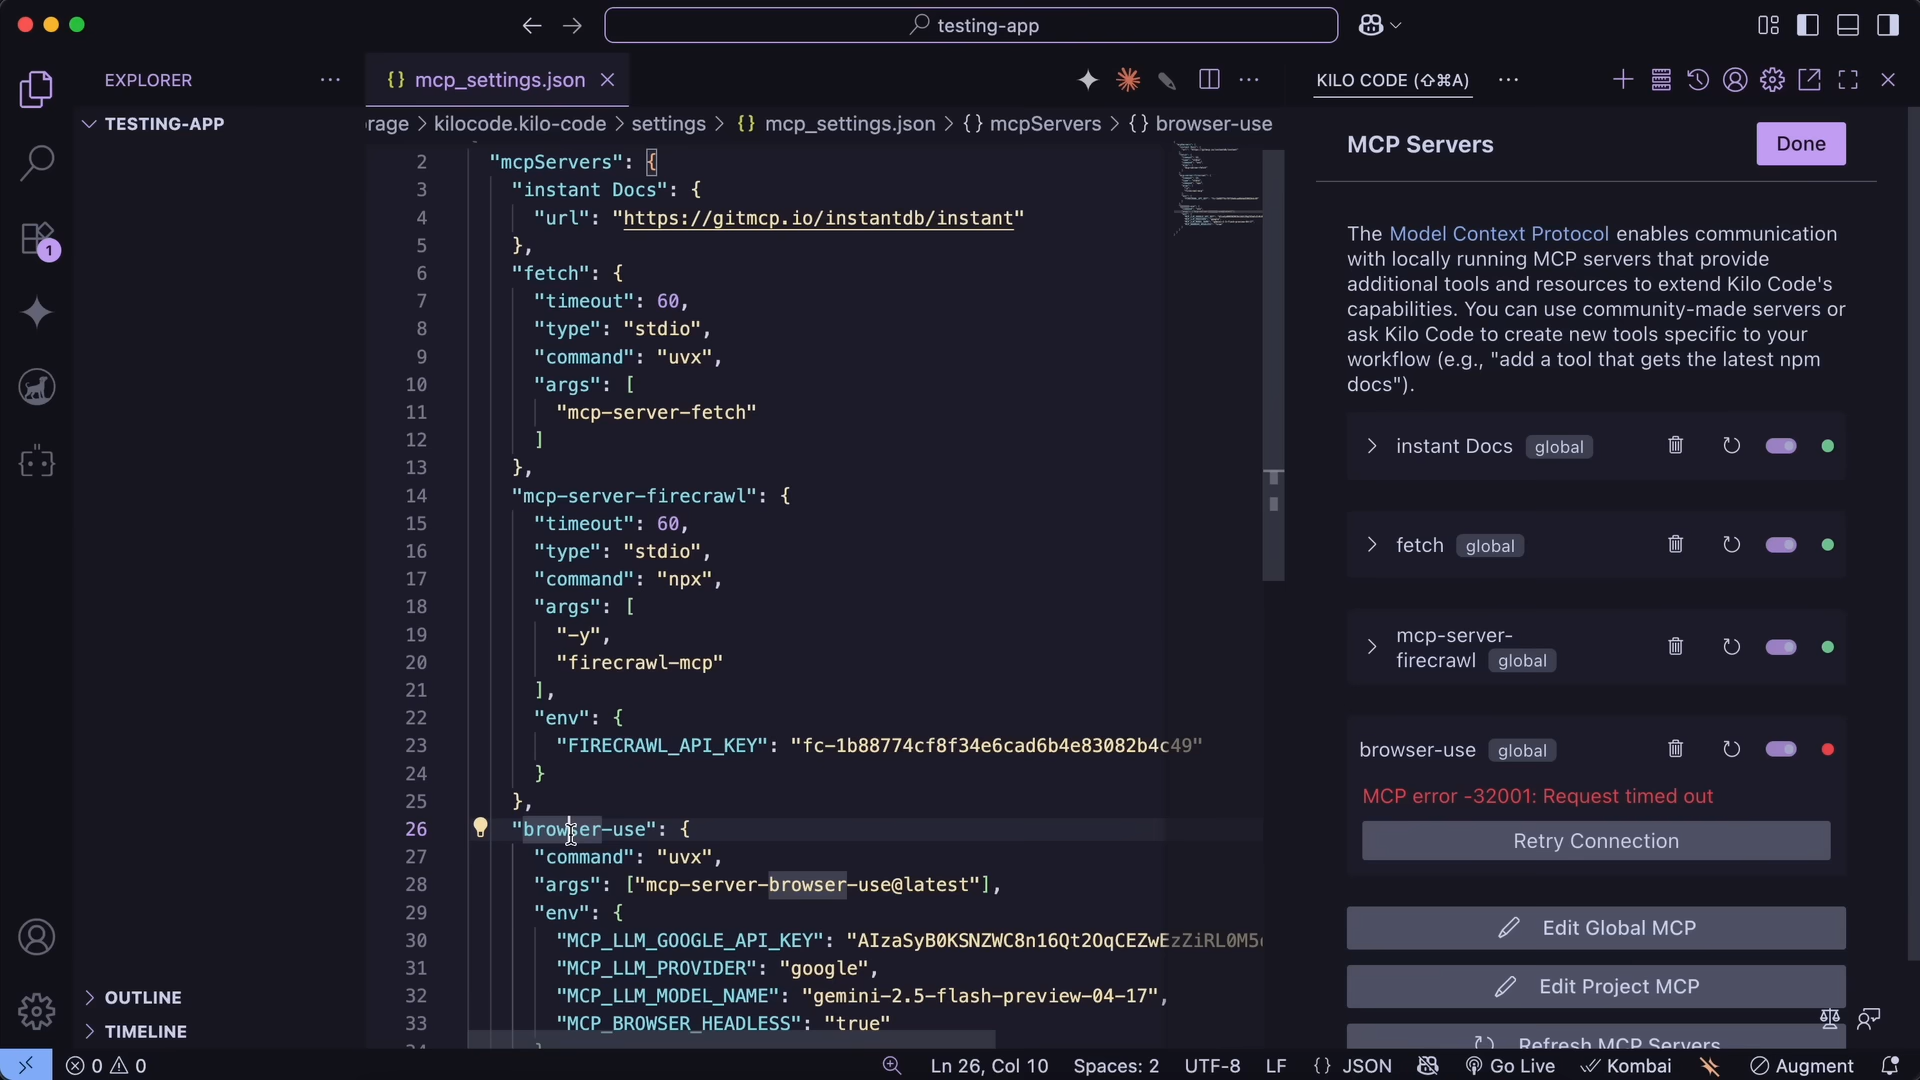 testing-app
EXPLORER
TESTING-APP
OUTLINE
TIMELINE
1
{} mcp_settings.json
rage > kilocode.kilo-code > settings > {} mcp_settings.json > {} mcpServers > {} browser-use
2 "mcpServers": {
3 "instant Docs": {
4 "url": "https://gitmcp.io/instantdb/instant"
5 },
6 "fetch": {
7 "timeout": 60,
8 "type": "stdio",
9 "command": "uvx",
10 "args": [
11 "mcp-server-fetch"
12 ]
13 },
14 "mcp-server-firecrawl": {
15 "timeout": 60,
16 "type": "stdio",
17 "command": "npx",
18 "args": [
19 "-y",
20 "firecrawl-mcp"
21 ],
22 "env": {
23 "FIRECRAWL_API_KEY": "fc-1b88774cf8f34e6cad6b4e83082b4c49"
24 }
25 },
26 "browser-use": {
27 "command": "uvx",
28 "args": ["mcp-server-browser-use@latest"],
29 "env": {
30 "MCP_LLM_GOOGLE_API_KEY":
31 "MCP_LLM_PROVIDER": "google",
32 "MCP_LLM_MODEL_NAME": "gemini-2.5-flash-preview-04-17",
33 "MCP_BROWSER_HEADLESS": "true"
KILO CODE (⇧⌘A)
MCP Servers
Done
The Model Context Protocol enables communication
with locally running MCP servers that provide
additional tools and resources to extend Kilo Code's
capabilities. You can use community-made servers or
ask Kilo Code to create new tools specific to your
workflow (e.g., "add a tool that gets the latest npm
docs").
instant Docs global
fetch global
mcp-server-
firecrawl global
browser-use global
MCP error -32001: Request timed out
Retry Connection
Edit Global MCP
Edit Project MCP
Refresh MCP Servers
0 0
Ln 26, Col 10
Spaces: 2
UTF-8
LF
{} JSON
Go Live
Kombai
Augment